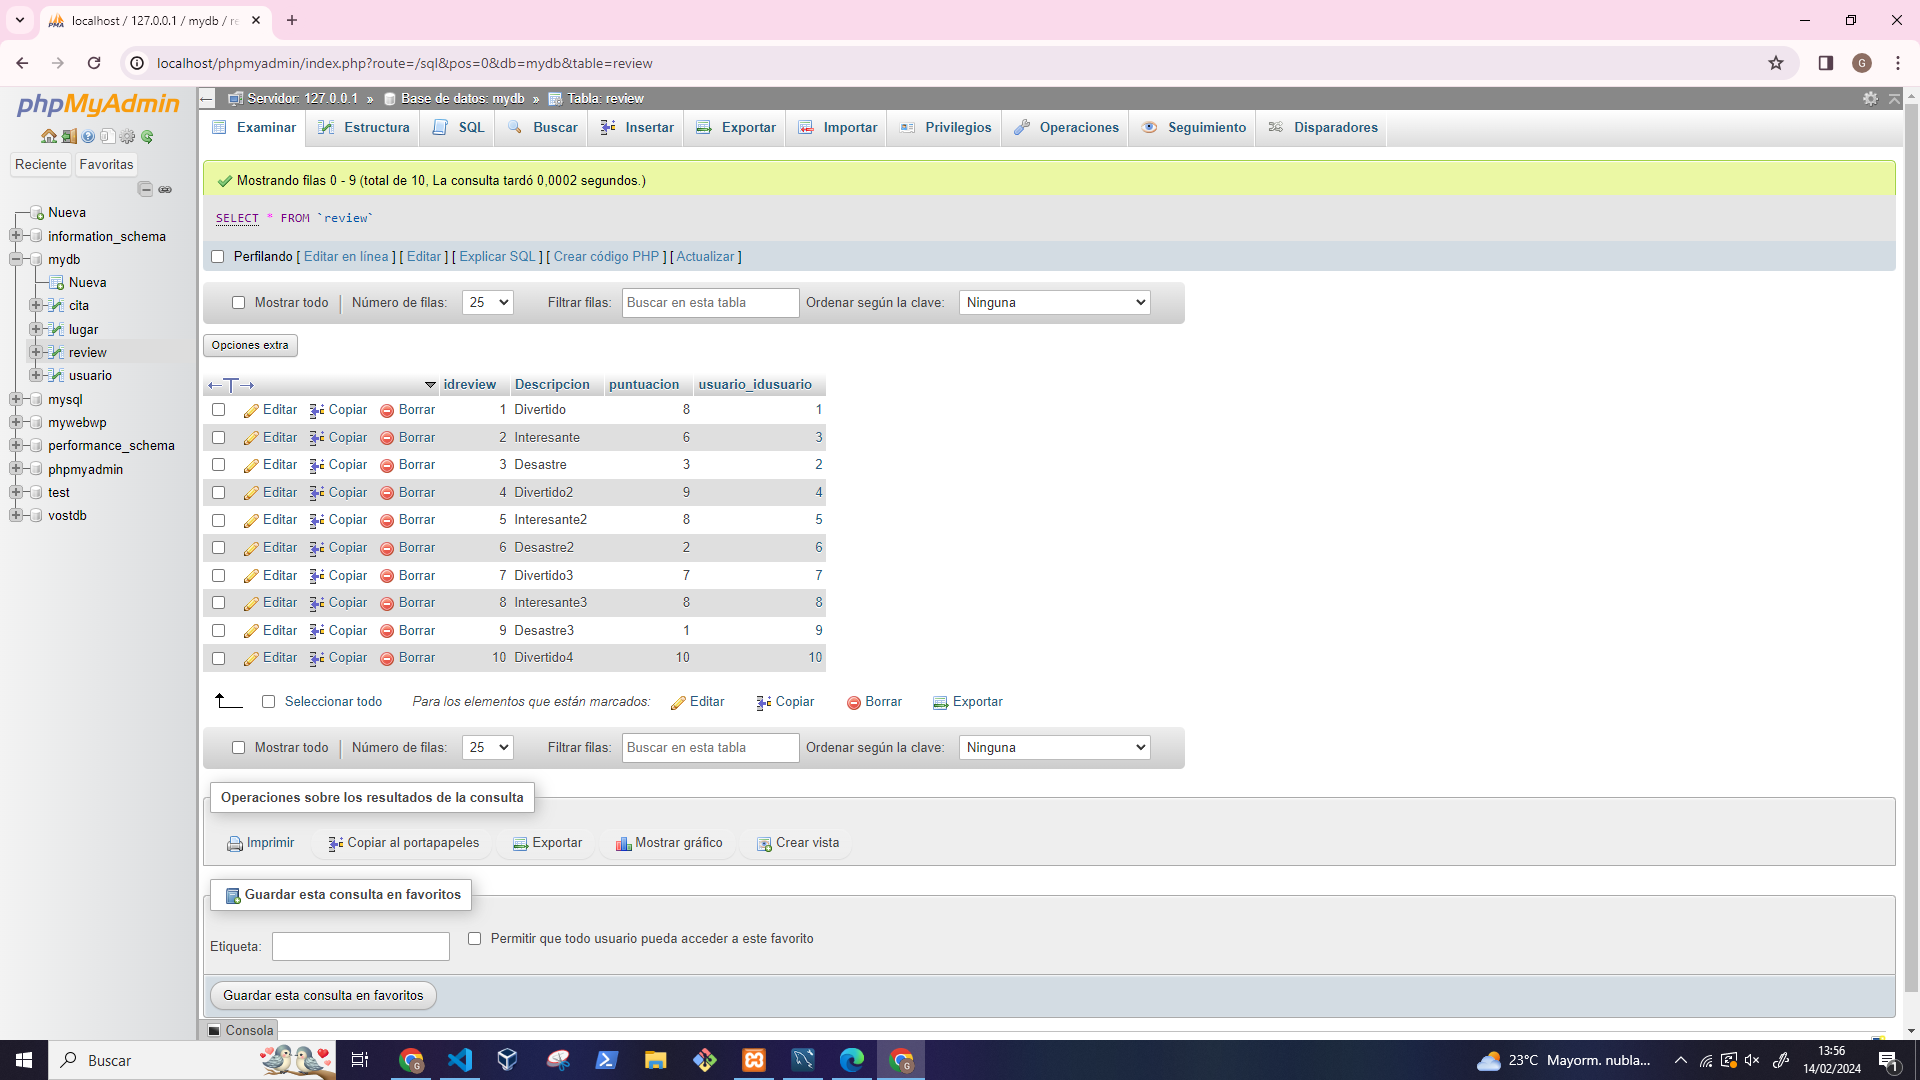 localhost / 127.0.0.1 / mydb / re
localhost/phpmyadmin/index.php?route=/sql&pos=0&db=mydb&table=review
G
phpMyAdmin
Reciente Favoritas
Nueva
information_schema
mydb
Nueva
cita
lugar
review
usuario
mysql
mywebwp
performance_schema
phpmyadmin
test
vostdb
Servidor: 127.0.0.1 » Base de datos: mydb » Tabla: review
Examinar Estructura SQL Buscar Insertar Exportar Importar Privilegios Operaciones Seguimiento Disparadores
Mostrando filas 0 - 9 (total de 10, La consulta tardó 0,0002 segundos.)
SELECT * FROM `review`
Perfilando [ Editar en línea ] [ Editar ] [ Explicar SQL ] [ Crear código PHP ] [ Actualizar ]
Mostrar todo Número de filas: 25 Filtrar filas: Buscar en esta tabla Ordenar según la clave: Ninguna
Opciones extra
idreview Descripcion puntuacion usuario_idusuario
Editar Copiar Borrar 1 Divertido 8 1
Editar Copiar Borrar 2 Interesante 6 3
Editar Copiar Borrar 3 Desastre 3 2
Editar Copiar Borrar 4 Divertido2 9 4
Editar Copiar Borrar 5 Interesante2 8 5
Editar Copiar Borrar 6 Desastre2 2 6
Editar Copiar Borrar 7 Divertido3 7 7
Editar Copiar Borrar 8 Interesante3 8 8
Editar Copiar Borrar 9 Desastre3 1 9
Editar Copiar Borrar 10 Divertido4 10 10
Seleccionar todo Para los elementos que están marcados: Editar Copiar Borrar Exportar
Mostrar todo Número de filas: 25 Filtrar filas: Buscar en esta tabla Ordenar según la clave: Ninguna
Operaciones sobre los resultados de la consulta
Imprimir Copiar al portapapeles Exportar Mostrar gráfico Crear vista
Guardar esta consulta en favoritos
Etiqueta: Permitir que todo usuario pueda acceder a este favorito
Guardar esta consulta en favoritos
Consola
Buscar
23°C Mayorm. nubla...
13:56
14/02/2024
1